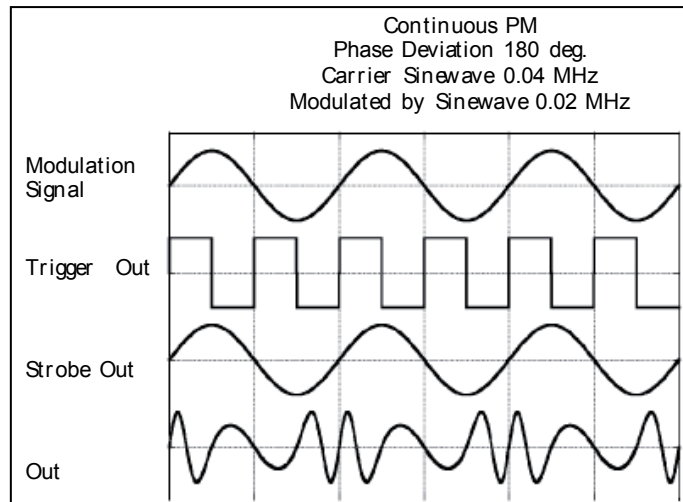 Continuous PM
Phase Deviation 180 deg.
Carrier Sinewave 0.04 MHz
Modulated by Sinewave 0.02 MHz
Modulation
Signal
Trigger Out
Strobe Out
Out